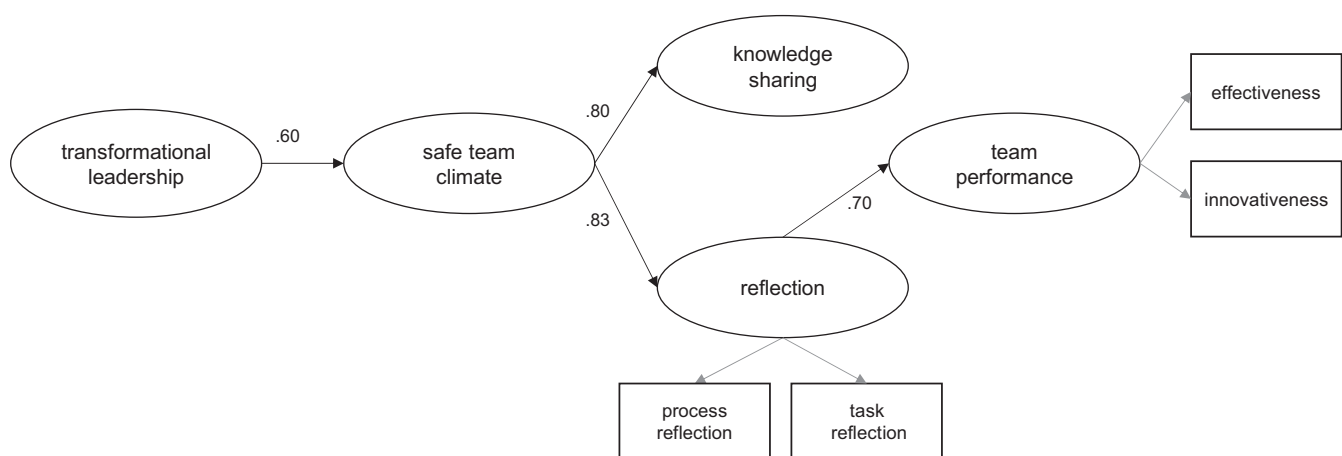 transformational
leadership
.60
safe team
climate
.80
.83
knowledge
sharing
reflection
.70
team
performance
effectiveness
innovativeness
process
reflection
task
reflection